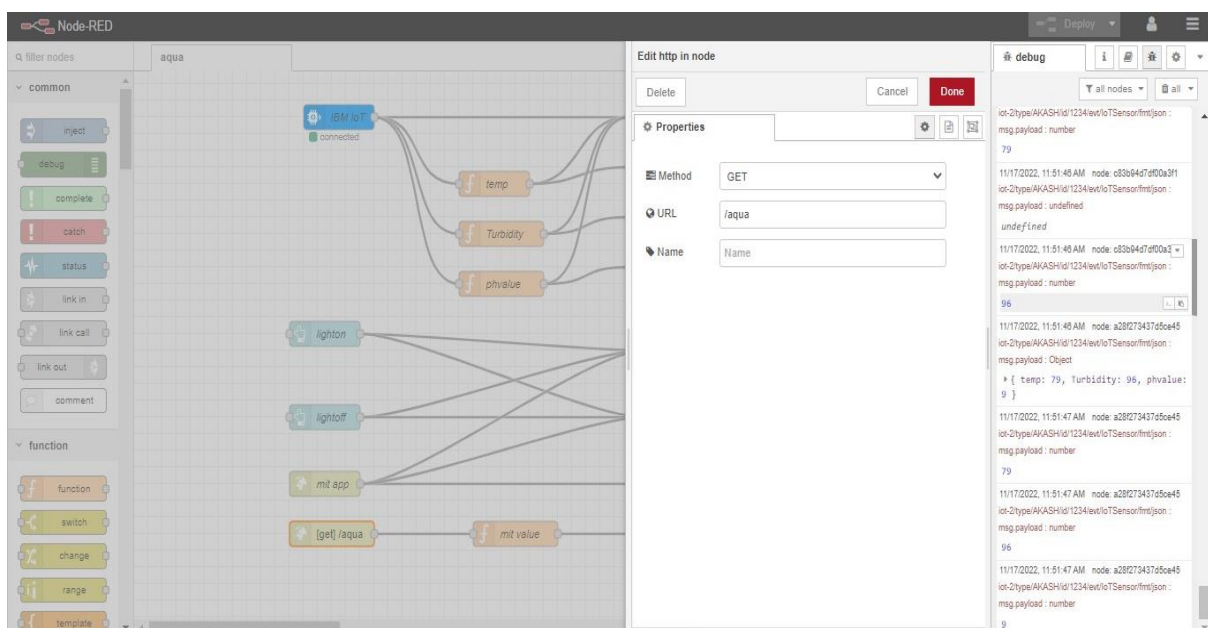 Node-RED
Deploy
filter nodes
common
inject
debug
complete
catch
status
link in
link call
link out
comment
function
function
switch
change
range
template
aqua
IBM IoT
connected
temp
Turbidity
phvalue
lighton
lightoff
mit app
[get] /aqua
mit value
Edit http in node
Delete
Cancel
Done
Properties
Method
GET
URL
/aqua
Name
Name
debug
all nodes
all
iot-2/type/AKASH/id/1234/evt/IoTSensor/fmt/json :
msg.payload : number
79
11/17/2022, 11:51:46 AM node: c83b94d7df00a3f1
iot-2/type/AKASH/id/1234/evt/IoTSensor/fmt/json :
msg.payload : undefined
undefined
11/17/2022, 11:51:46 AM node: c83b94d7df00a3
iot-2/type/AKASH/id/1234/evt/IoTSensor/fmt/json :
msg.payload : number
96
11/17/2022, 11:51:46 AM node: a28f273437d5ce45
iot-2/type/AKASH/id/1234/evt/IoTSensor/fmt/json :
msg.payload : Object
{ temp: 79, Turbidity: 96, phvalue:
9 }
11/17/2022, 11:51:47 AM node: a28f273437d5ce45
iot-2/type/AKASH/id/1234/evt/IoTSensor/fmt/json :
msg.payload : number
79
11/17/2022, 11:51:47 AM node: a28f273437d5ce45
iot-2/type/AKASH/id/1234/evt/IoTSensor/fmt/json :
msg.payload : number
96
11/17/2022, 11:51:47 AM node: a28f273437d5ce45
iot-2/type/AKASH/id/1234/evt/IoTSensor/fmt/json :
msg.payload : number
9